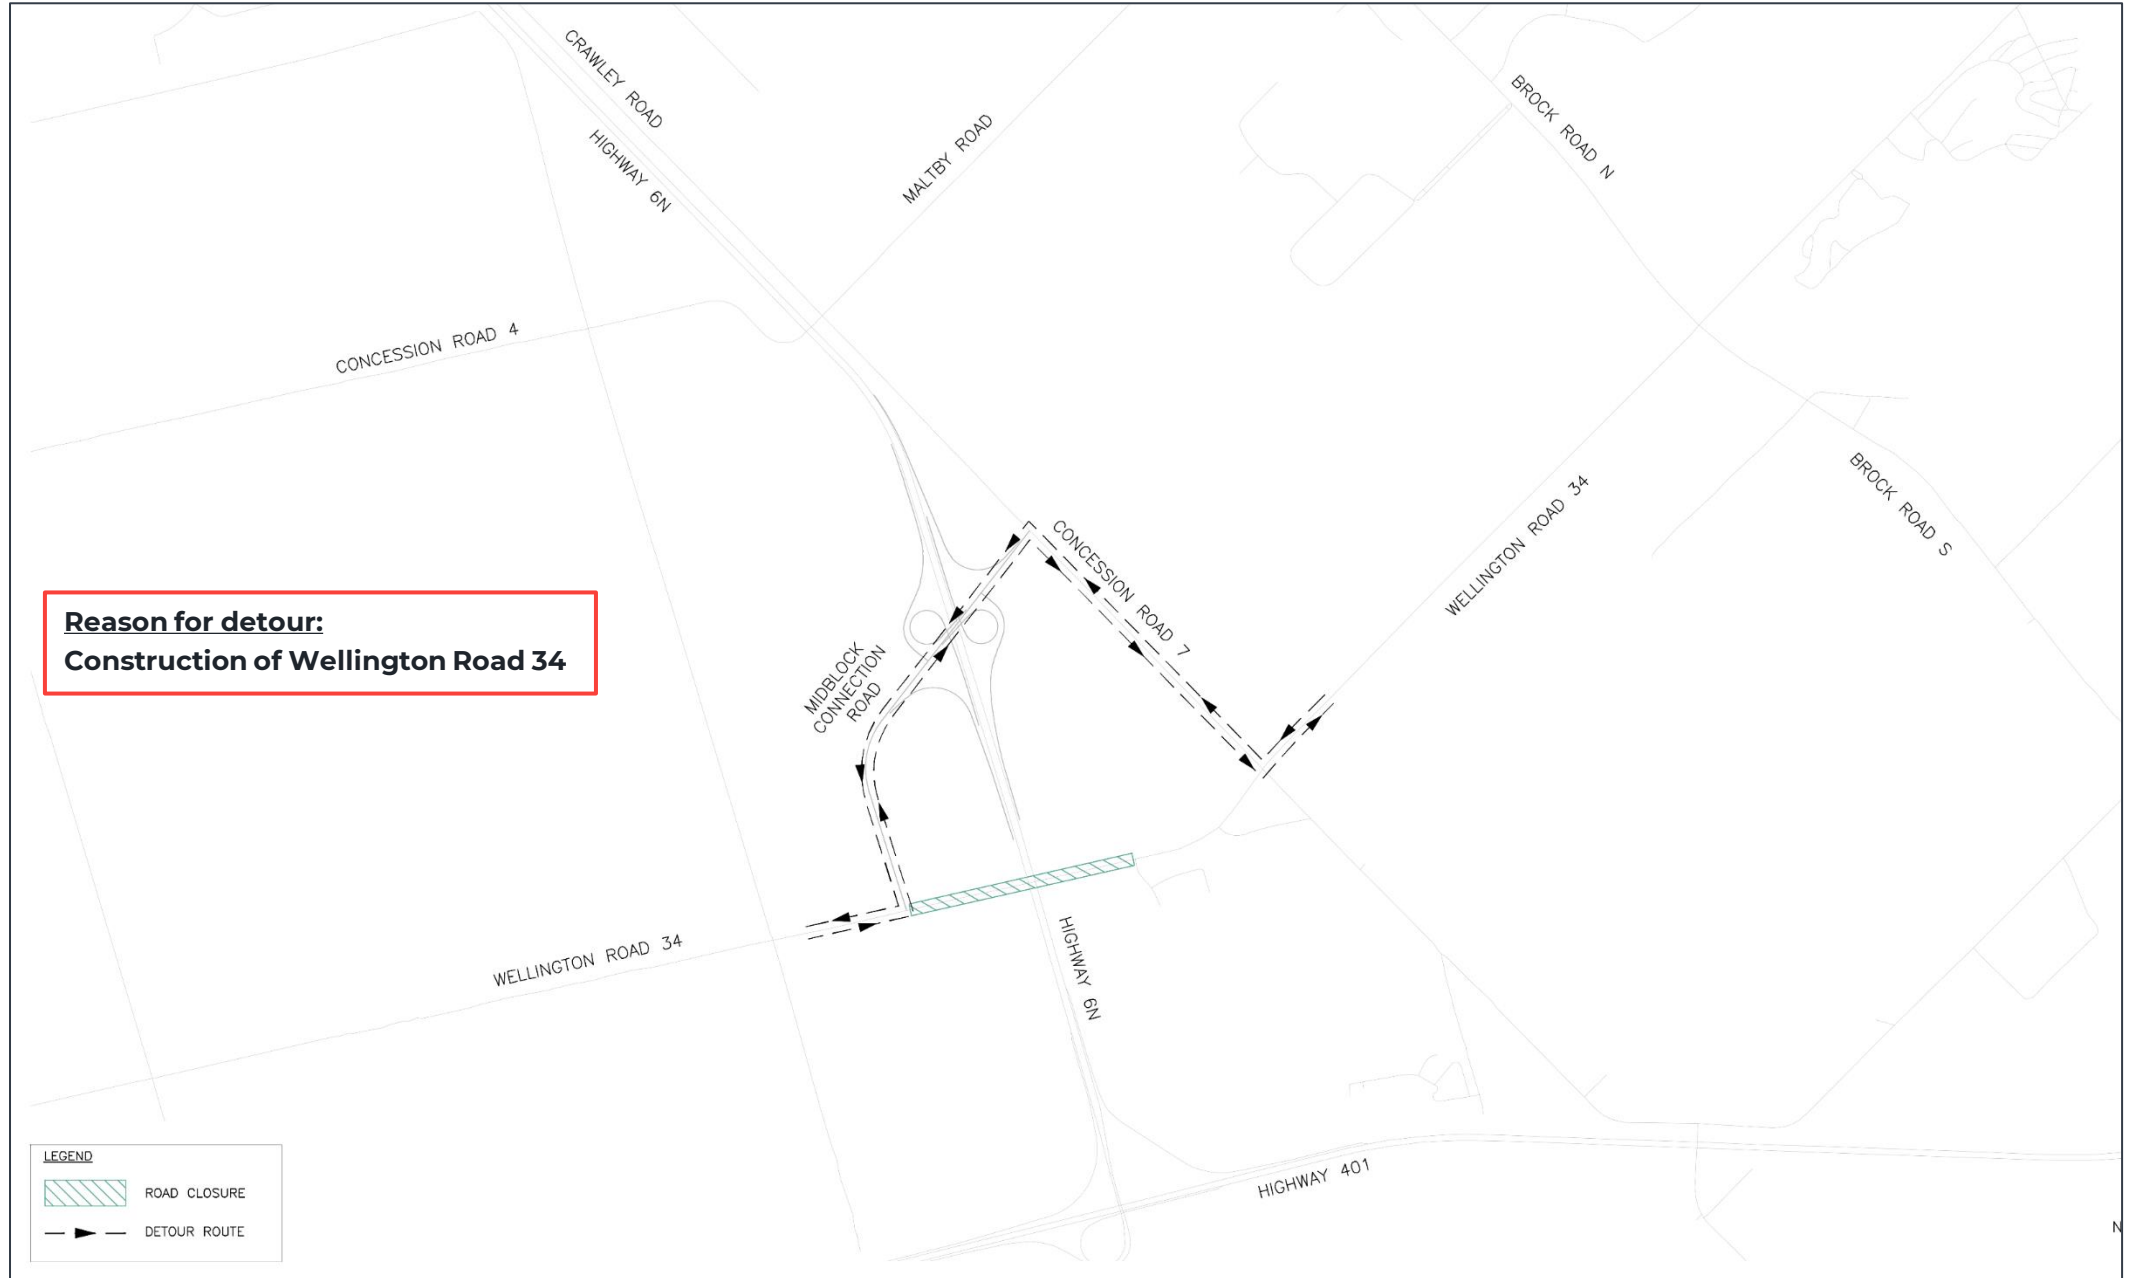 CRAWLEY ROAD
HIGHWAY 6N
MALTBY ROAD
BROCK ROAD N
CONCESSION ROAD 4
BROCK ROAD S
WELLINGTON ROAD 34
CONCESSION ROAD 7
Reason for detour:
Construction of Wellington Road 34
MIDBLOCK
CONNECTION
ROAD
WELLINGTON ROAD 34
HIGHWAY 6N
HIGHWAY 401
LEGEND
ROAD CLOSURE
DETOUR ROUTE
N